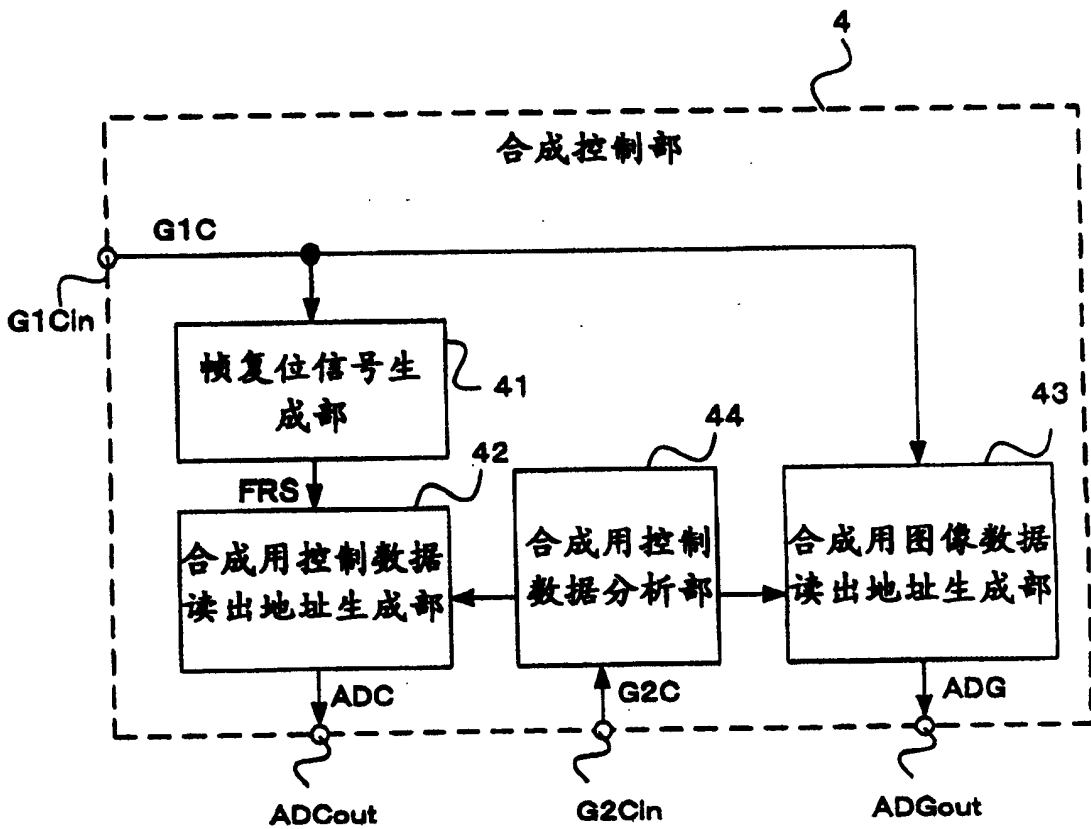 4
合成控制部
G1C
G1Cin
帧复位信号生
成部
41
44
43
42
FRS
合成用控制数据
读出地址生成部
合成用控制
数据分析部
合成用图像数据
读出地址生成部
ADC
G2C
ADG
ADCout
G2Cin
ADGout